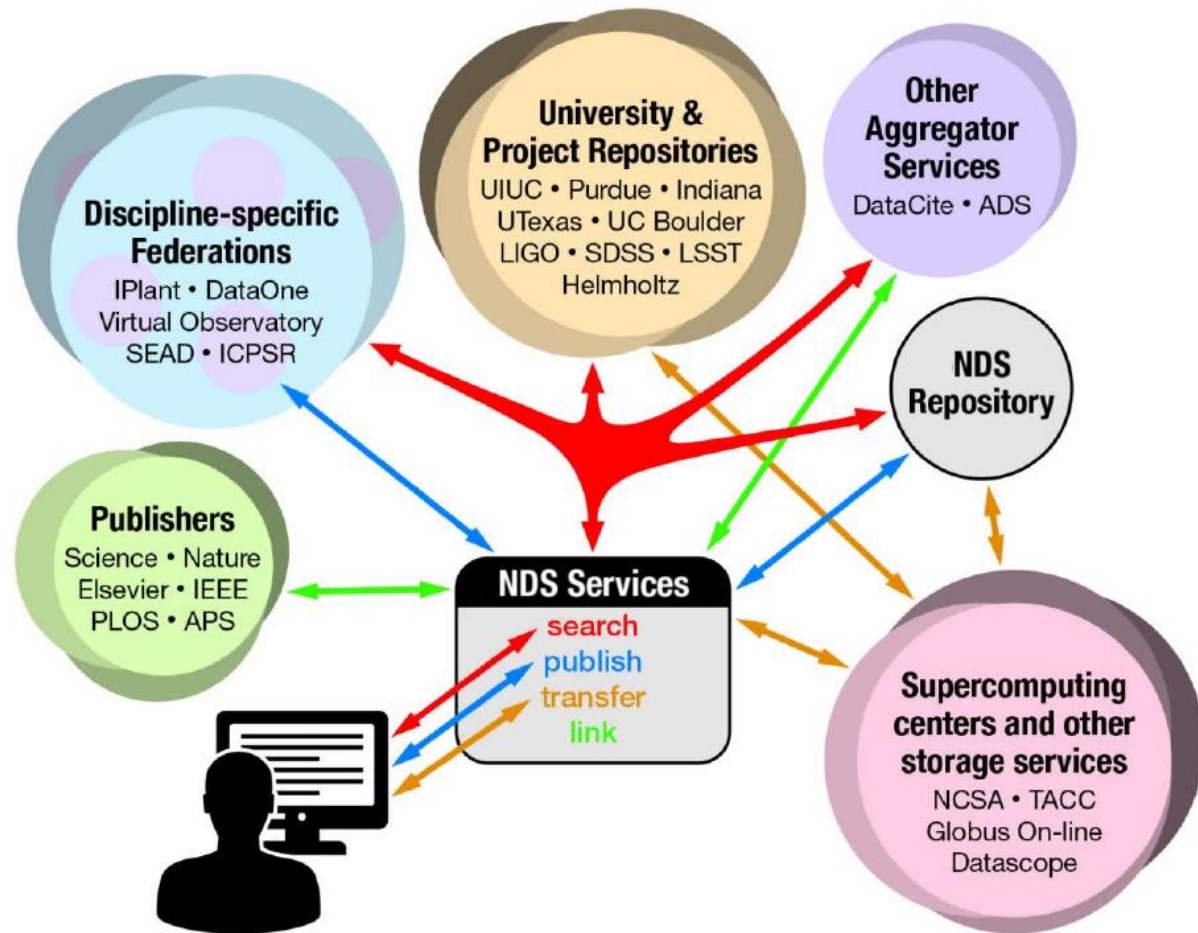 Discipline-specific
Federations
IPlant • DataOne
Virtual Observatory
SEAD • ICPSR
University &
Project Repositories
UIUC • Purdue • Indiana
UTexas • UC Boulder
LIGO • SDSS • LSST
Helmholtz
Other
Aggregator
Services
DataCite • ADS
NDS
Repository
Publishers
Science • Nature
Elsevier • IEEE
PLOS • APS
NDS Services
search
publish
transfer
link
Supercomputing
centers and other
storage services
NCSA • TACC
Globus On-line
Datascope